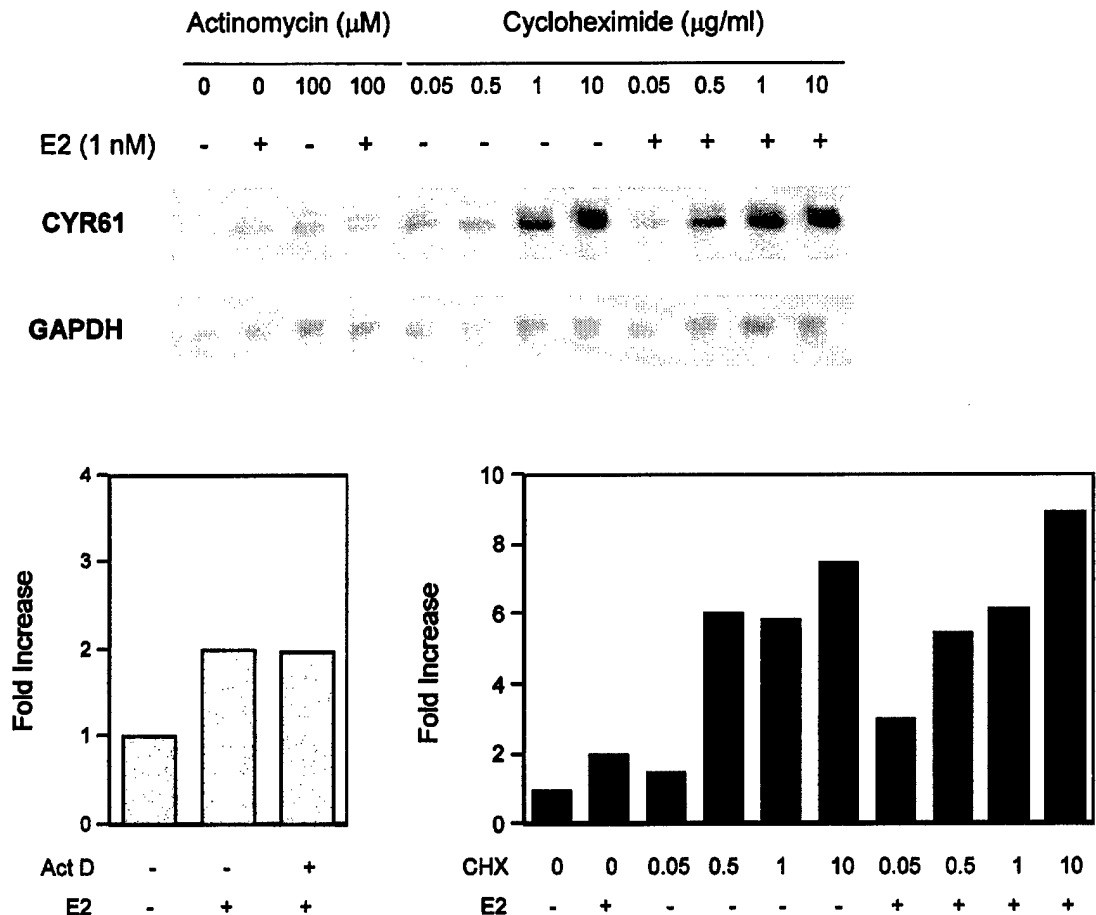 Actinomycin (µM) Cycloheximide (µg/ml)
0 0 100 100 0.05 0.5 1 10 0.05 0.5 1 10
E2 (1 nM) - + - + - - - - + + + +
CYR61
GAPDH
4
3
2
1
0
Fold Increase
Act D - - +
E2 - + +
10
8
6
4
2
0
Fold Increase
CHX 0 0 0.05 0.5 1 10 0.05 0.5 1 10
E2 - + - - - - + + + +